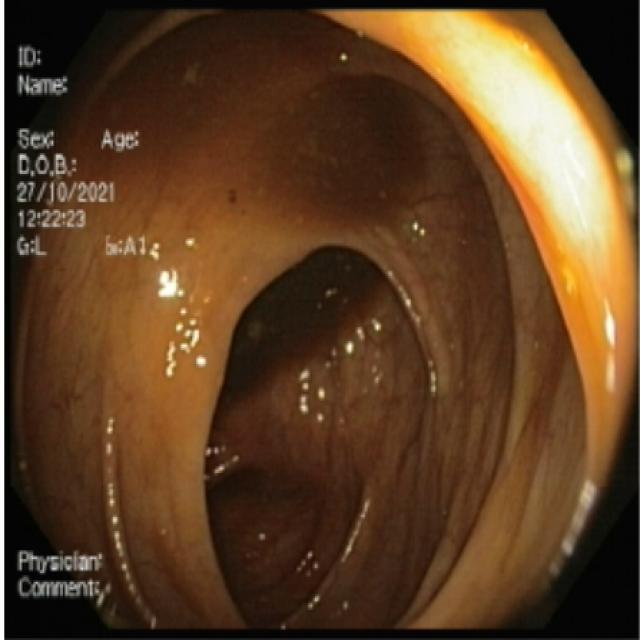 ID:
Name:
Sex: Age:
D.O.B.:
27/10/2021
12:22:23
G:L
Physician:
Comment: